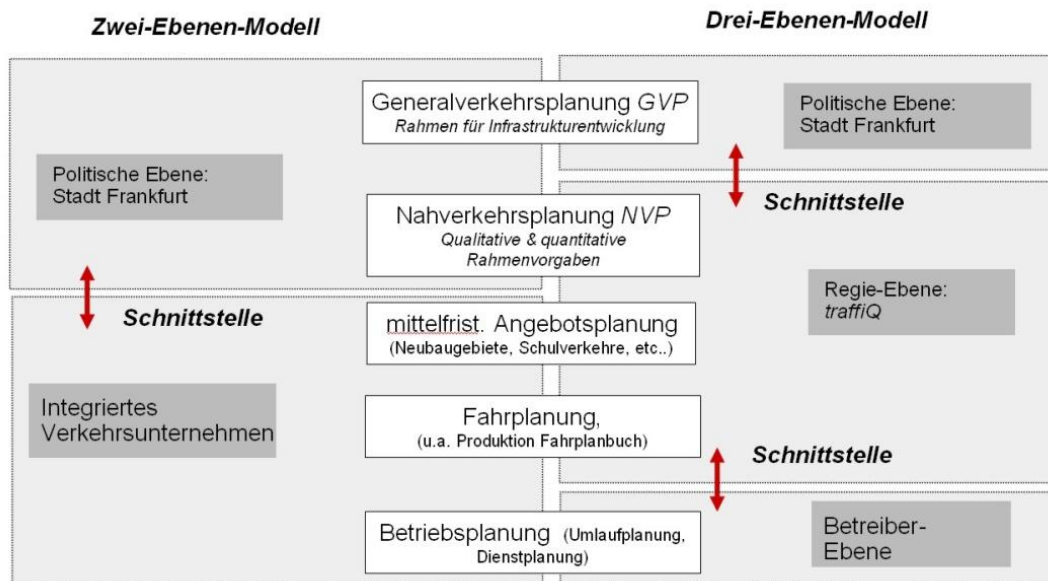 Zwei-Ebenen-Modell
Drei-Ebenen-Modell
Generalverkehrsplanung GVP
Rahmen für Infrastrukturentwicklung
Politische Ebene:
Stadt Frankfurt
Politische Ebene:
Stadt Frankfurt
Schnittstelle
Nahverkehrsplanung NVP
Qualitative & quantitative
Rahmenvorgaben
Regie-Ebene:
traffiQ
Schnittstelle
mittelfrist. Angebotsplanung
(Neubaugebiete, Schulverkehre, etc..)
Integriertes
Verkehrsunternehmen
Fahrplanung,
(u.a. Produktion Fahrplanbuch)
Schnittstelle
Betriebsplanung (Umlaufplanung,
Dienstplanung)
Betreiber-
Ebene